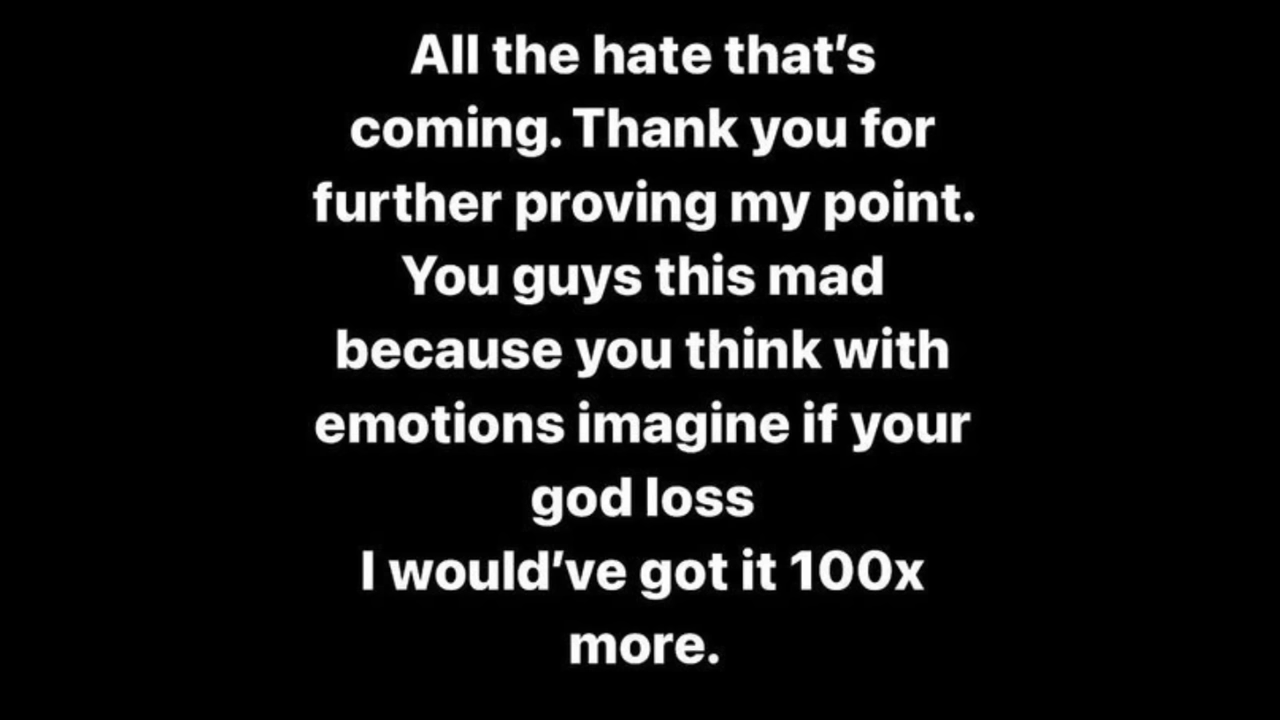 All the hate that’s
coming. Thank you for
further proving my point.
You guys this mad
because you think with
emotions imagine if your
god loss
I would’ve got it 100x
more.